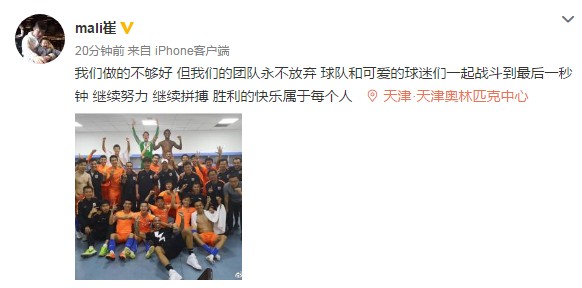 mali崔
20分钟前 来自 iPhone客户端
我们做的不够好 但我们的团队永不放弃 球队和可爱的球迷们一起战斗到最后一秒
钟 继续努力 继续拼搏 胜利的快乐属于每个人 天津·天津奥林匹克中心